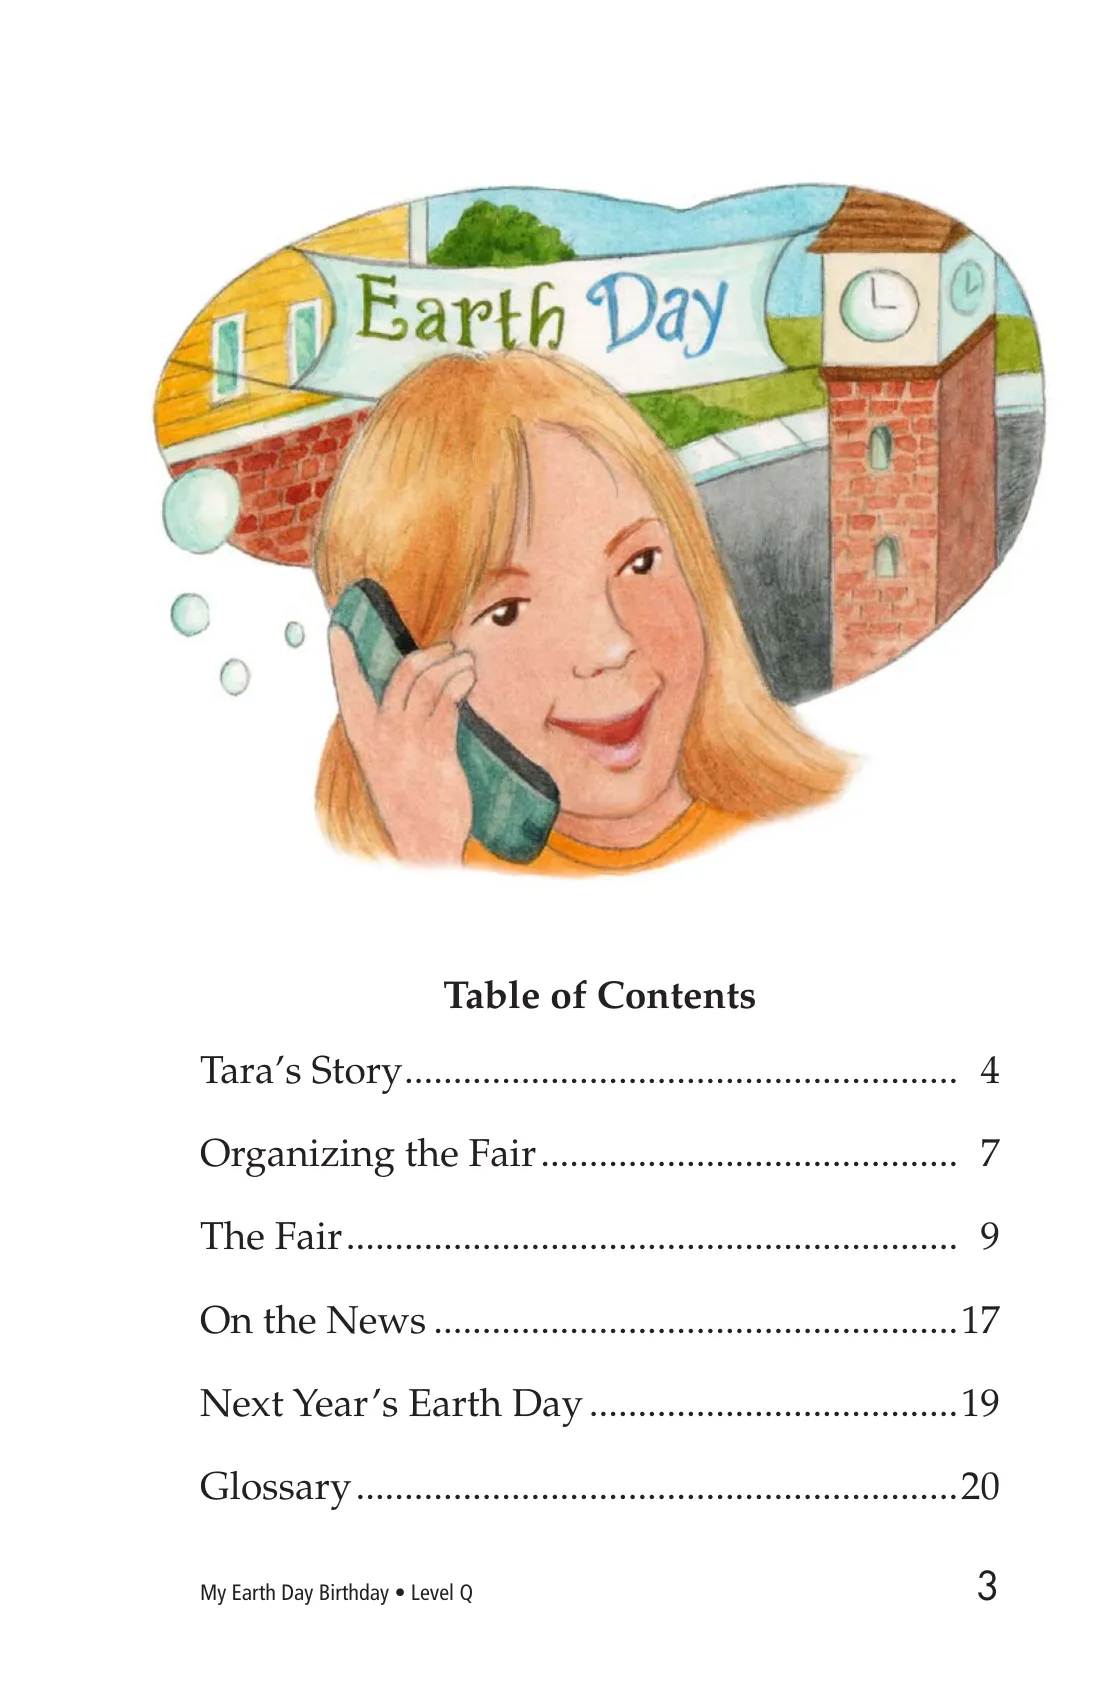 Earth Day
Table of Contents
Tara’s Story......................................................... 4
Organizing the Fair........................................... 7
The Fair............................................................... 9
On the News ......................................................17
Next Year’s Earth Day ......................................19
Glossary..............................................................20
My Earth Day Birthday • Level Q 3